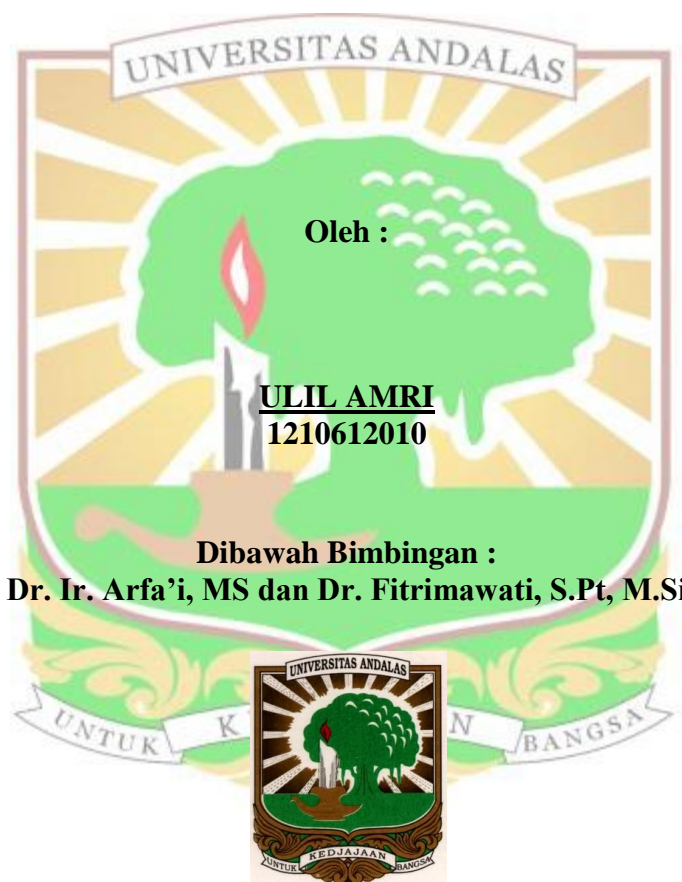 UNIVERSITAS ANDALAS
Oleh :
ULIL AMRI
1210612010
Dibawah Bimbingan :
Dr. Ir. Arfa’i, MS dan Dr. Fitrimawati, S.Pt, M.Si
UNIVERSITAS ANDALAS
UNTUK K N BANGSA
UNTUK KEDJAJAAN BANGSA